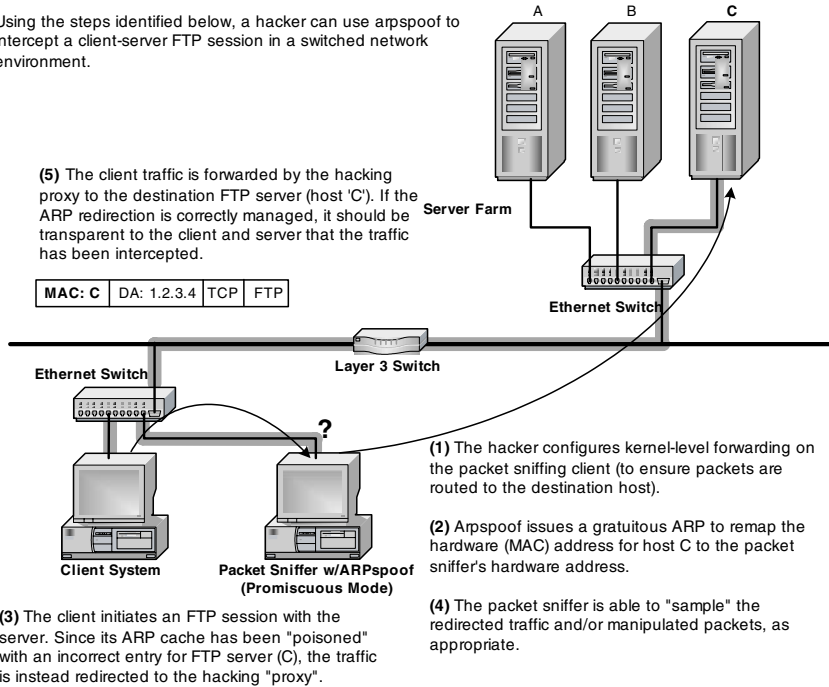 Using the steps identified below, a hacker can use arpspoof to
intercept a client-server FTP session in a switched network
environment.
A
B
C
(5) The client traffic is forwarded by the hacking
proxy to the destination FTP server (host 'C'). If the
ARP redirection is correctly managed, it should be
transparent to the client and server that the traffic
has been intercepted.
Server Farm
MAC: C DA: 1.2.3.4 TCP FTP
Ethernet Switch
Layer 3 Switch
Ethernet Switch
?
(1) The hacker configures kernel-level forwarding on
the packet sniffing client (to ensure packets are
routed to the destination host).
(2) Arpspoof issues a gratuitous ARP to remap the
hardware (MAC) address for host C to the packet
sniffer's hardware address.
Client System
Packet Sniffer w/ARPspoof
(Promiscuous Mode)
(3) The client initiates an FTP session with the
server. Since its ARP cache has been "poisoned"
with an incorrect entry for FTP server (C), the traffic
is instead redirected to the hacking "proxy".
(4) The packet sniffer is able to "sample" the
redirected traffic and/or manipulated packets, as
appropriate.